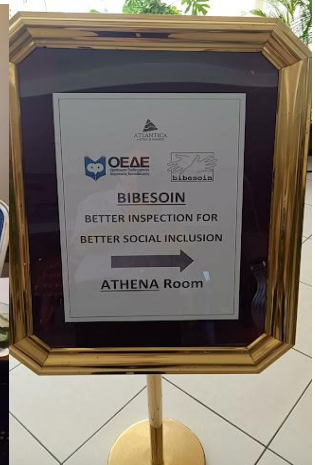 ATLANTICA
ΟΕΔΕ
bibesoin
BIBESOIN
BETTER INSPECTION FOR
BETTER SOCIAL INCLUSION
ATHENA Room